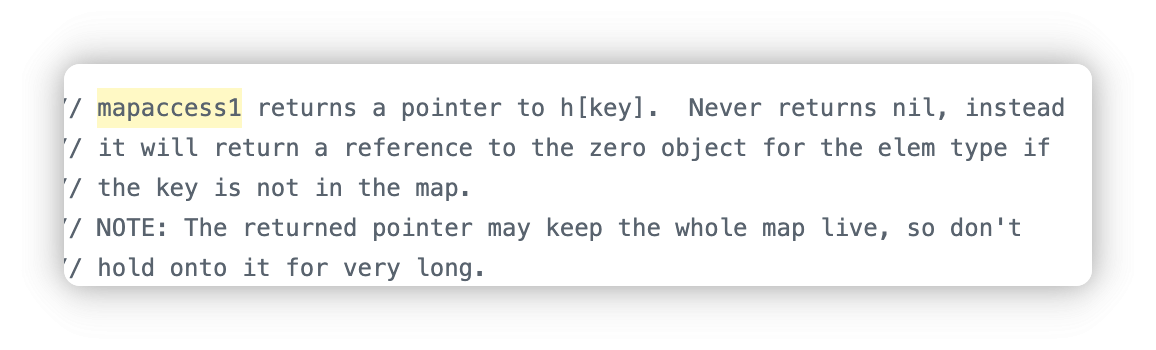 // mapaccess1 returns a pointer to h[key].  Never returns nil, instead
// it will return a reference to the zero object for the elem type if
// the key is not in the map.
// NOTE: The returned pointer may keep the whole map live, so don't
// hold onto it for very long.